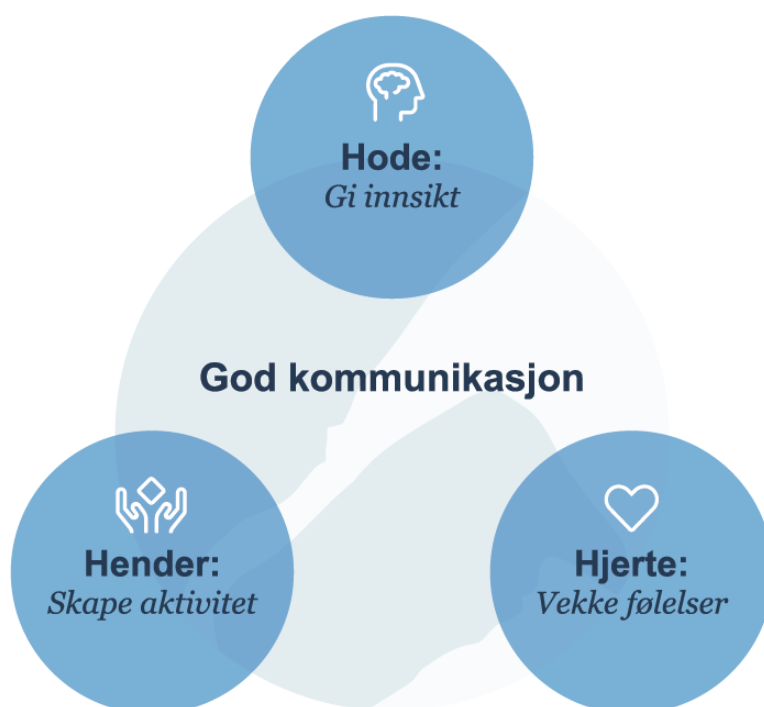 Hode:
Gi innsikt
God kommunikasjon
Hender:
Skape aktivitet
Hjerte:
Vekke følelser